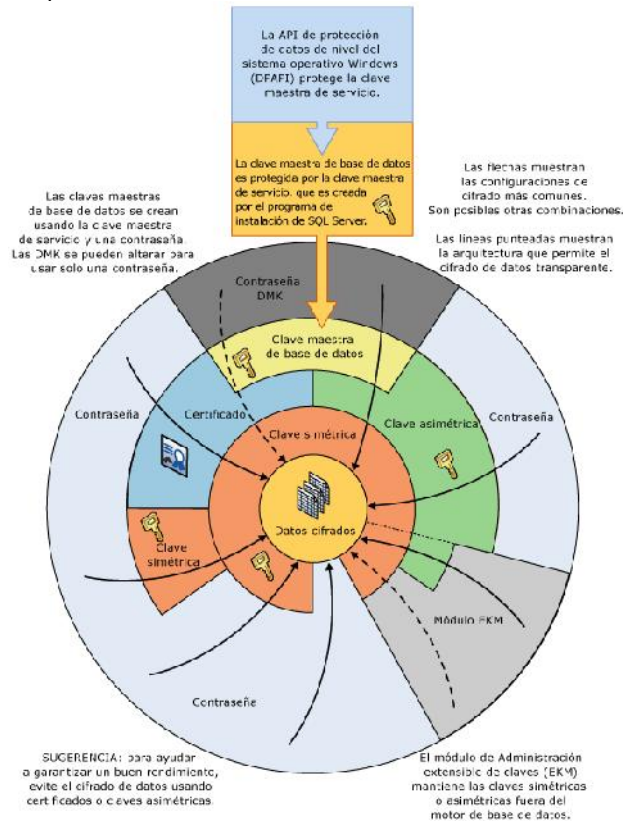 La API de protección
de datos de nivel del
sistema operativo Windows
(DFAFI) protege la clave
maestra de servicio.
La clave maestra de base de datos
es protegida por la clave maestra
de servicio, que es creada
por el programa de
instalación de SQL Server.
Las claves maestras
de base de datos se crean
usando la clave maestra
de servicio y una contraseña.
Las DMK se pueden alterar para
usar solo una contraseña.
Las flechas muestran
las configuraciones de
cifrado más comunes.
Son posibles otras combinaciones.
Las líneas punteadas muestran
la arquitectura que permite el
cifrado de datos transparente.
Contraseña
DMK
Clave maestra
de base de datos
Contraseña
Certificado
Clave simétrica
Clave asimétrica
Contraseña
Datos cifrados
Clave
simétrica
Módulo EKM
Contraseña
SUGERENCIA: para ayudar
a garantizar un buen rendimiento,
evite el cifrado de datos usando
certificados o claves asimétricas.
El módulo de Administración
extensible de claves (EKM)
mantiene las claves simétricas
o asimétricas fuera del
motor de base de datos.